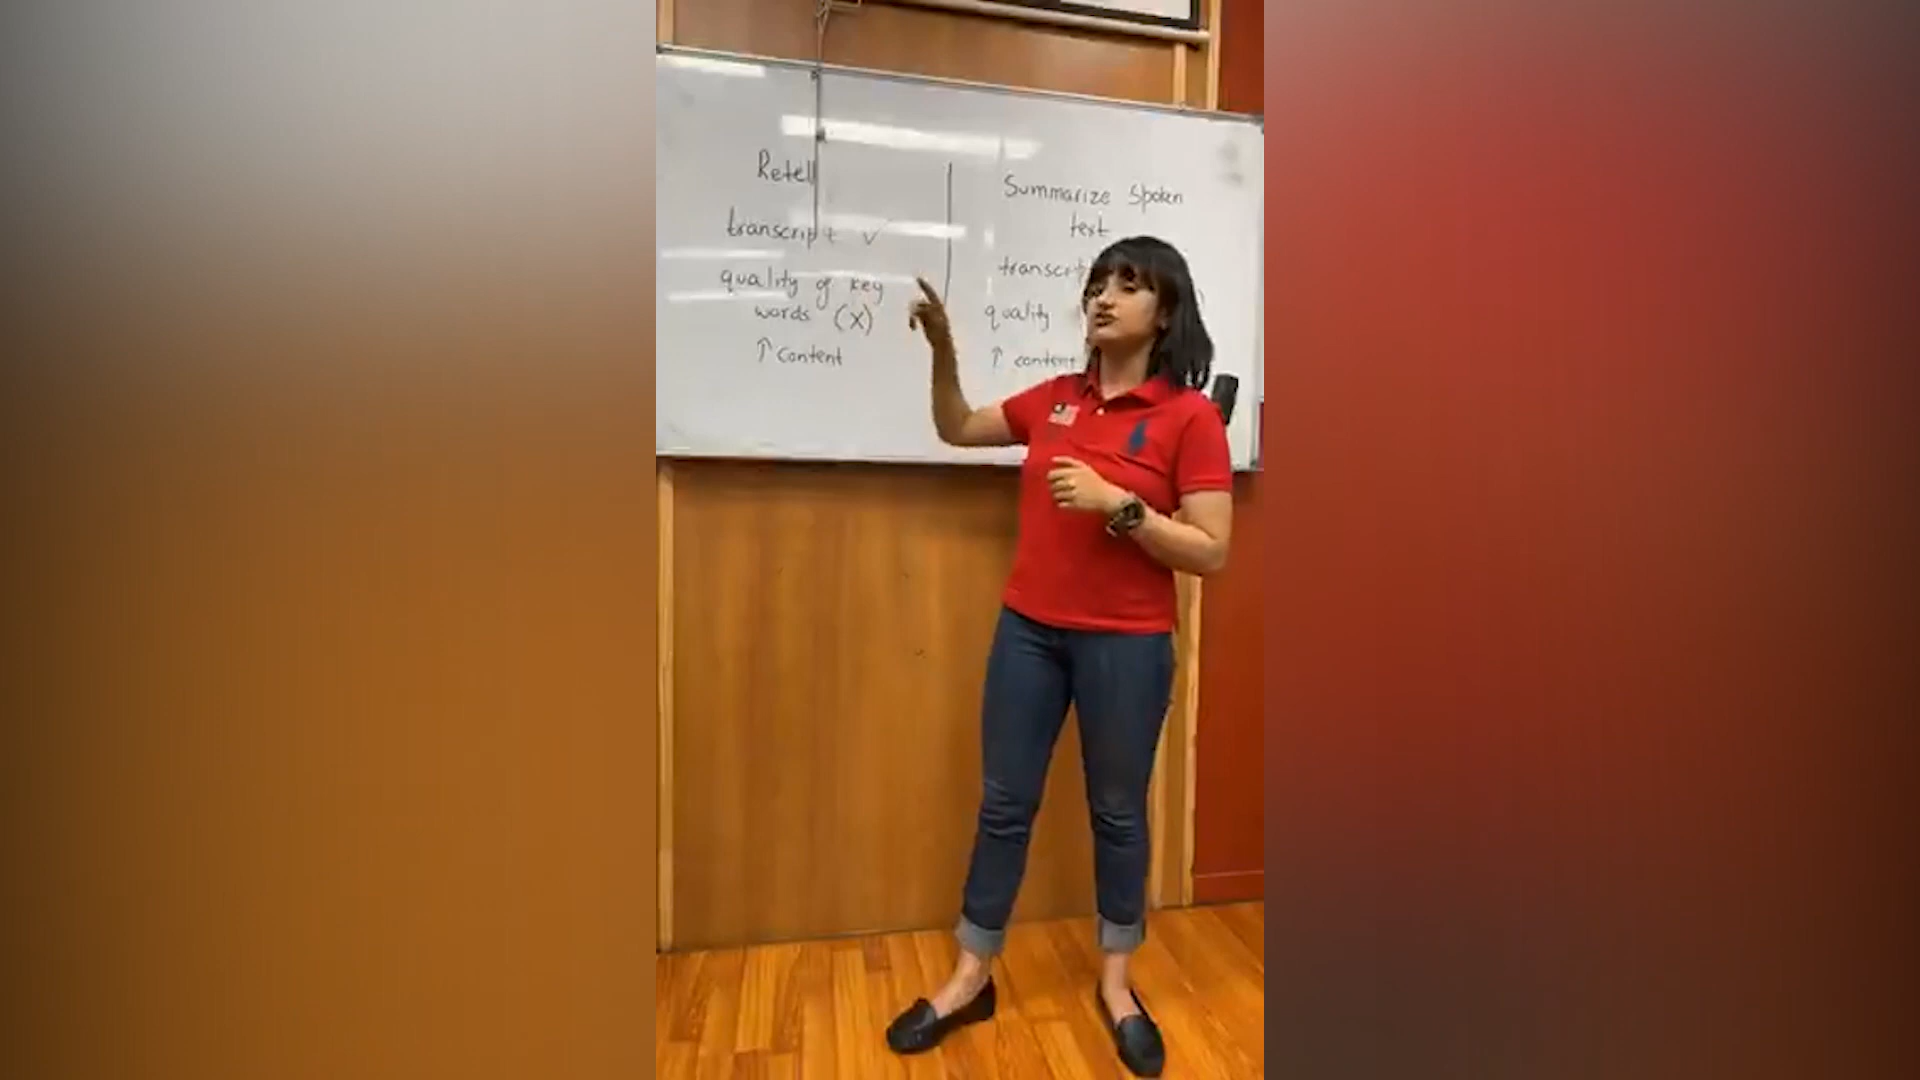 Retell
transcript ✓
quality of key
words (X)
↑ content
Summarize Spoken
text
quality
↑ content